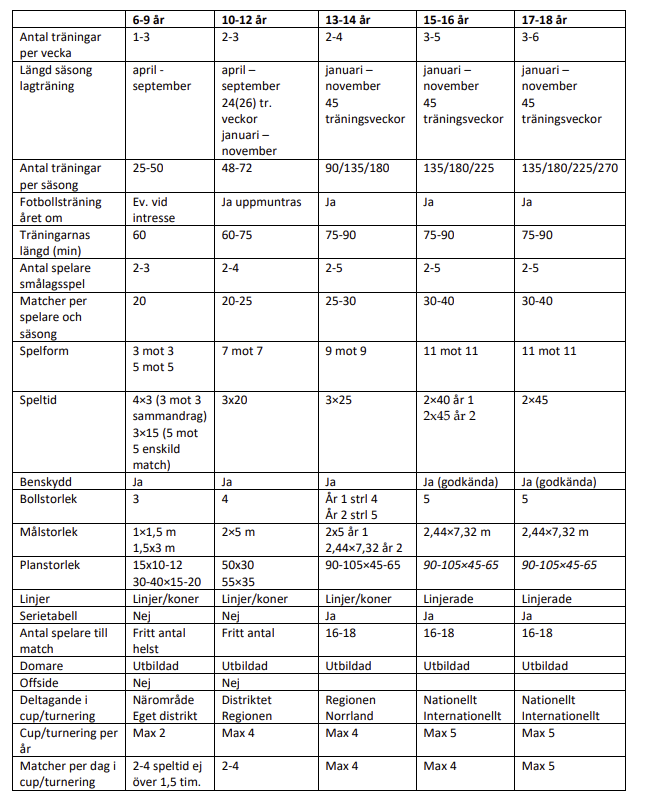 6-9 år 10-12 år 13-14 år 15-16 år 17-18 år
Antal träningar per vecka 1-3 2-3 2-4 3-5 3-6
Längd säsong lagträning april - september april – september 24(26) tr. veckor januari – november januari – november 45 träningsveckor januari – november 45 träningsveckor januari – november 45 träningsveckor
Antal träningar per säsong 25-50 48-72 90/135/180 135/180/225 135/180/225/270
Fotbollsträning året om Ev. vid intresse Ja uppmuntras Ja Ja Ja
Träningarnas längd (min) 60 60-75 75-90 75-90 75-90
Antal spelare smålagsspel 2-3 2-4 2-5 2-5 2-5
Matcher per spelare och säsong 20 20-25 25-30 30-40 30-40
Spelform 3 mot 3 5 mot 5 7 mot 7 9 mot 9 11 mot 11 11 mot 11
Speltid 4×3 (3 mot 3 sammandrag) 3×15 (5 mot 5 enskild match) 3x20 3×25 2×40 år 1 2x45 år 2 2×45
Benskydd Ja Ja Ja Ja (godkända) Ja (godkända)
Bollstorlek 3 4 År 1 strl 4 År 2 strl 5 5 5
Målstorlek 1×1,5 m 1,5x3 m 2×5 m 2x5 år 1 2,44×7,32 år 2 2,44×7,32 m 2,44×7,32 m
Planstorlek 15x10-12 30-40×15-20 50x30 55×35 90-105×45-65 90-105×45-65 90-105×45-65
Linjer Linjer/koner Linjer/koner Linjer/koner Linjerade Linjerade
Serietabell Nej Nej Ja Ja Ja
Antal spelare till match Fritt antal helst Fritt antal 16-18 16-18 16-18
Domare Utbildad Utbildad Utbildad Utbildad Utbildad
Offside Nej Nej
Deltagande i cup/turnering Närområde Eget distrikt Distriktet Regionen Regionen Norrland Nationellt Internationellt Nationellt Internationellt
Cup/turnering per år Max 2 Max 4 Max 4 Max 5 Max 5
Matcher per dag i cup/turnering 2-4 speltid ej över 1,5 tim. 2-4 Max 4 Max 4 Max 5